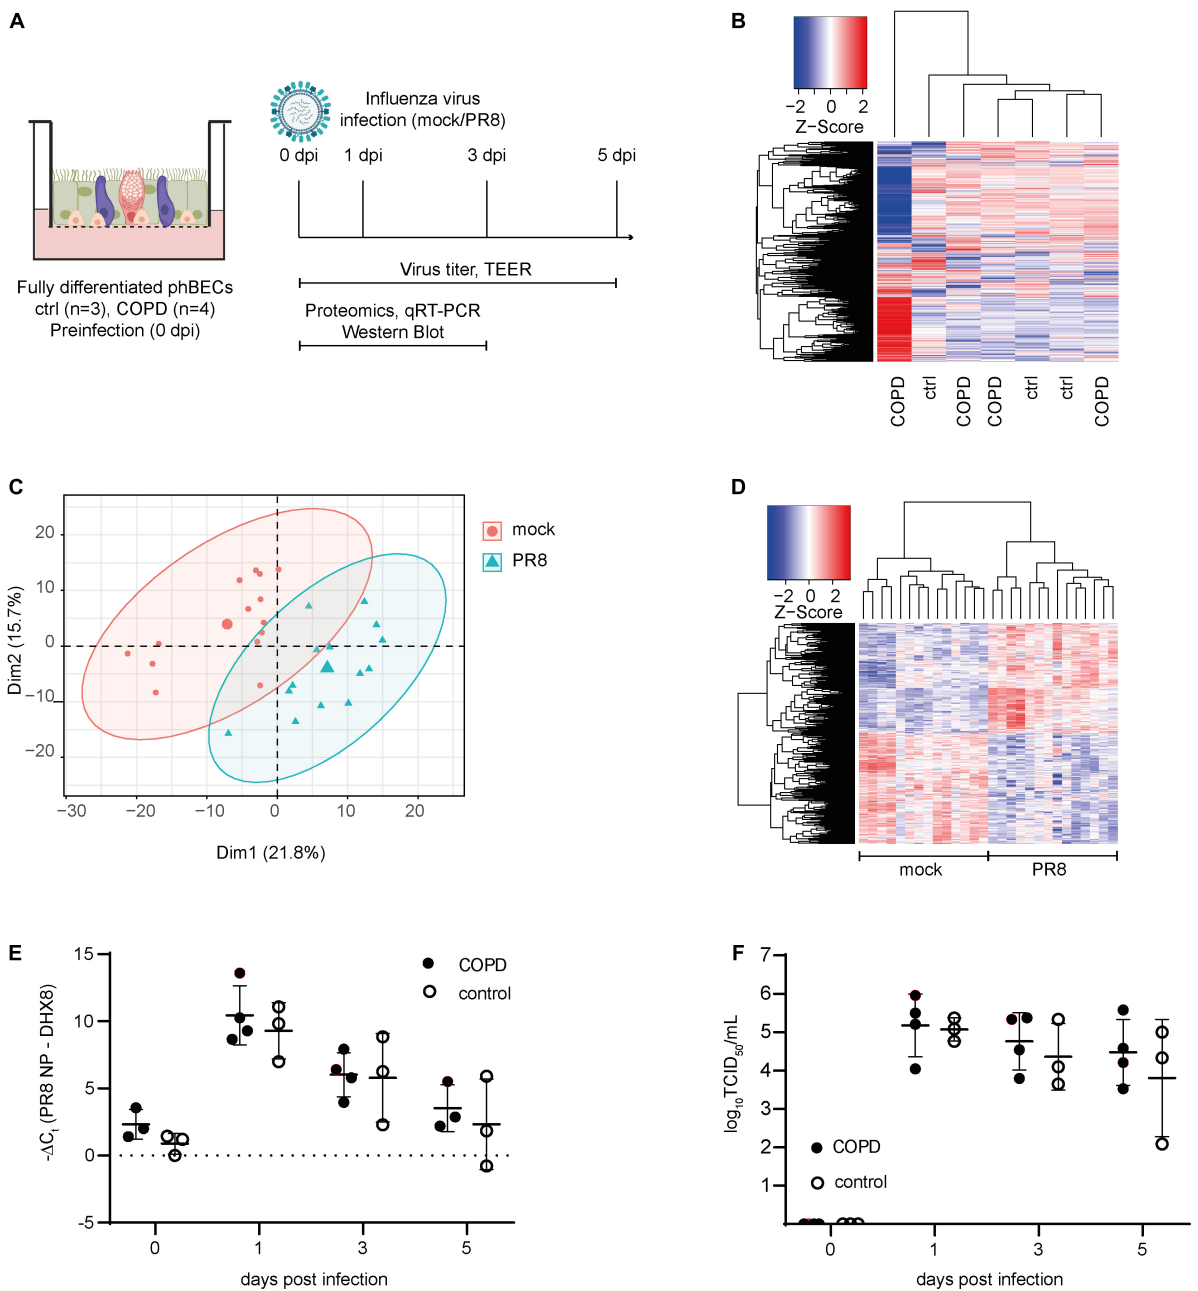 A
Influenza virus
infection (mock/PR8)
0 dpi 1 dpi 3 dpi 5 dpi
Virus titer, TEER
Proteomics, qRT-PCR
Western Blot
Fully differentiated phBECs
ctrl (n=3), COPD (n=4)
Preinfection (0 dpi)
B
−2 0 2
Z−Score
COPD ctrl COPD COPD ctrl ctrl COPD
C
mock
PR8
Dim2 (15.7%)
20
10
0
−10
−20
−30 −20 −10 0 10 20
Dim1 (21.8%)
D
−2 0 2
Z−Score
mock PR8
E
COPD
control
-ΔCt (PR8 NP - DHX8)
15
10
5
0
-5
0 1 3 5
days post infection
F
log10TCID50/mL
7
6
5
4
3
2
1
COPD
control
0 1 3 5
days post infection